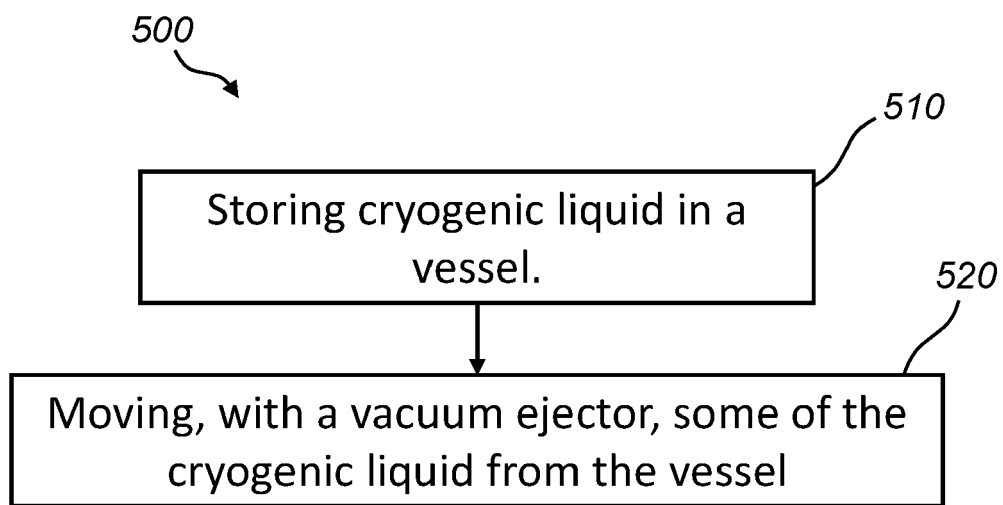 500
510
Storing cryogenic liquid in a
vessel.
520
Moving, with a vacuum ejector, some of the
cryogenic liquid from the vessel